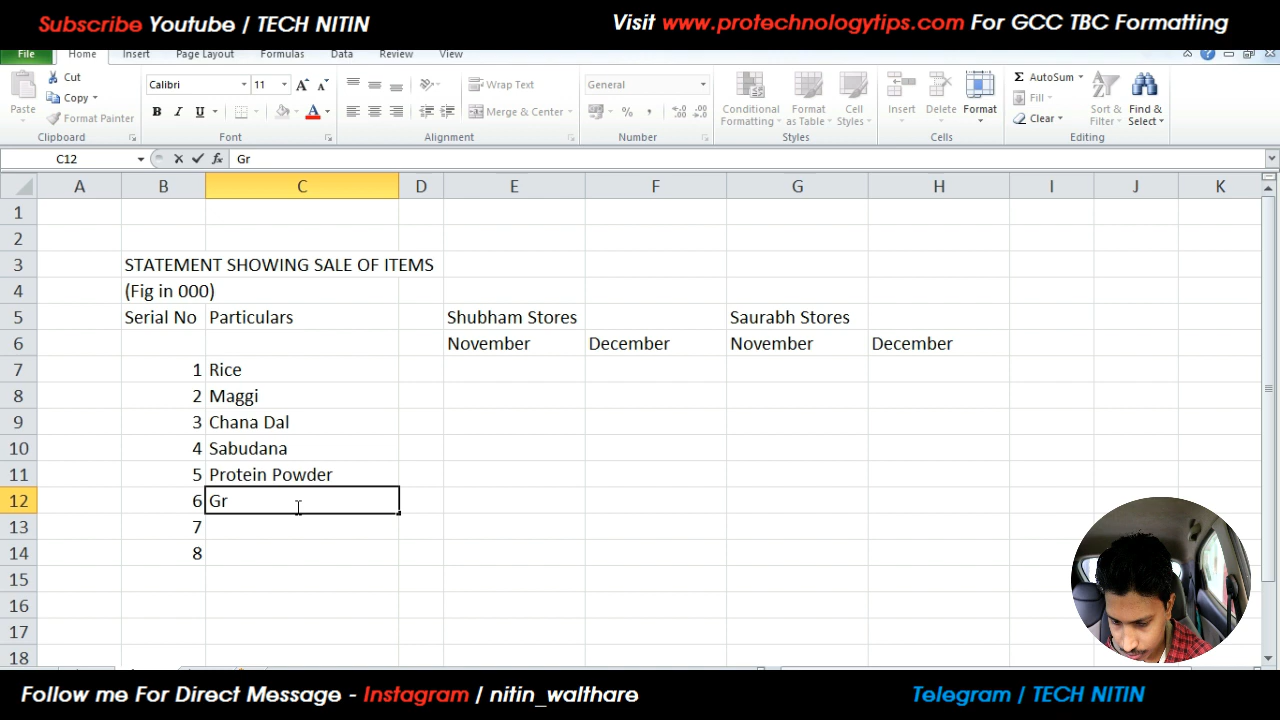 Subscribe Youtube / TECH NITIN
Visit www.protechnologytips.com For GCC TBC Formatting
File Home Insert Page Layout Formulas Data Review View
Cut
Copy
Format Painter
Paste
Clipboard
Calibri 11
B I U
Font
Wrap Text
Merge & Center
Alignment
General
Number
Conditional Formatting
Format as Table
Cell Styles
Styles
Insert Delete Format
Cells
AutoSum
Fill
Clear
Sort & Filter
Find & Select
Editing
C12 fx Gr
A B C D E F G H I J K
1
2
3 STATEMENT SHOWING SALE OF ITEMS
4 (Fig in 000)
5 Serial No Particulars Shubham Stores Saurabh Stores
6 November December November December
7 1 Rice
8 2 Maggi
9 3 Chana Dal
10 4 Sabudana
11 5 Protein Powder
12 6 Gr
13 7
14 8
15
16
17
18
Follow me For Direct Message - Instagram / nitin_walthare
Telegram / TECH NITIN